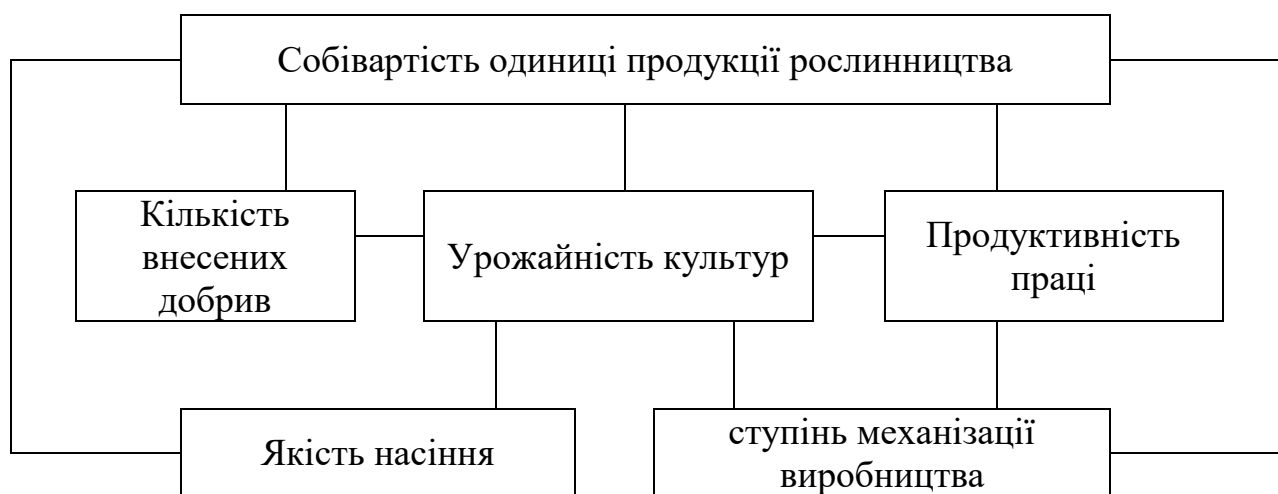 Собівартість одиниці продукції рослинництва
Кількість
внесених
добрив
Урожайність культур
Продуктивність
праці
Якість насіння
ступінь механізації
виробництва